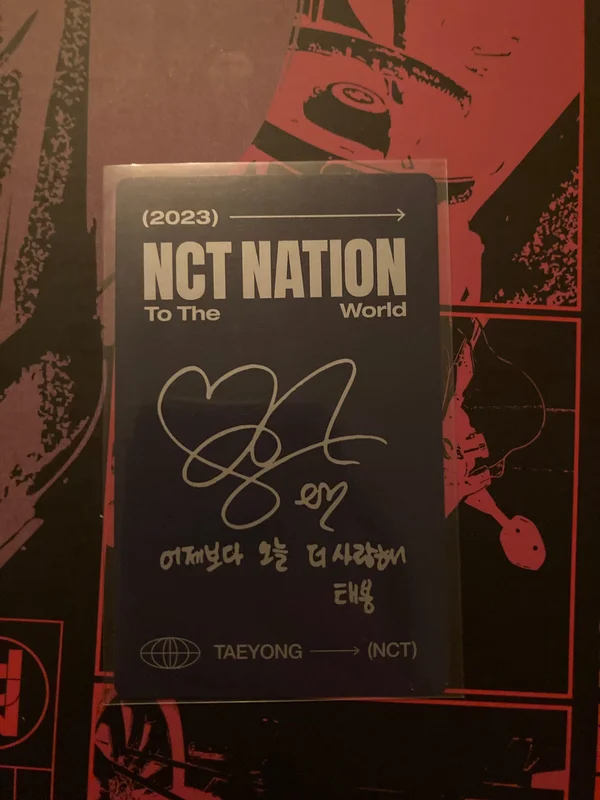 (2023)
NCT NATION
To The World
어제보다 오늘 더 사랑해
태용
TAEYONG (NCT)